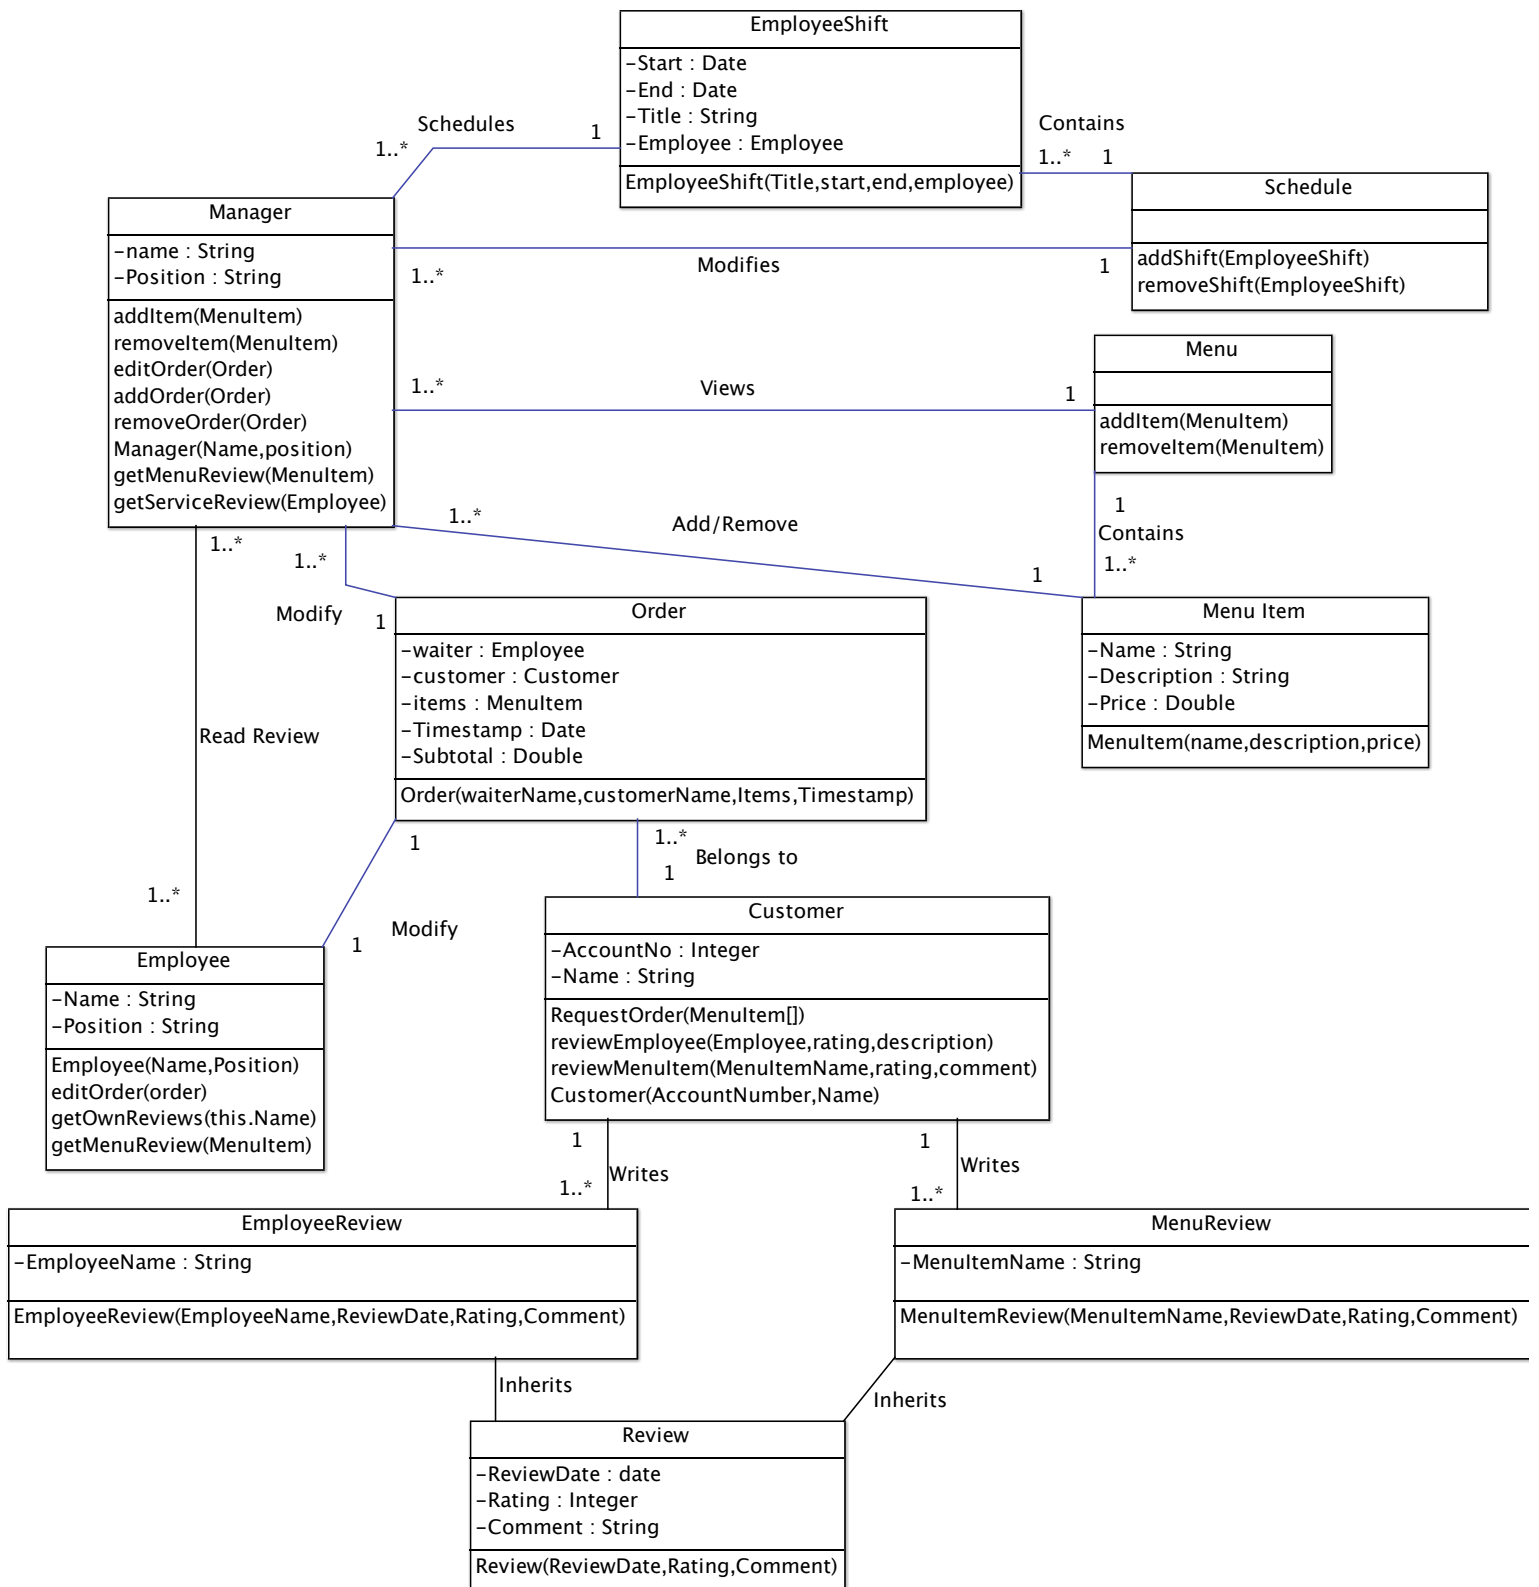 EmployeeShift
-Start : Date
-End : Date
-Title : String
-Employee : Employee
EmployeeShift(Title,start,end,employee)
Schedules
1..*
1
Contains
1..*
1
Schedule
addShift(EmployeeShift)
removeShift(EmployeeShift)
Manager
-name : String
-Position : String
addItem(MenuItem)
removeItem(MenuItem)
editOrder(Order)
addOrder(Order)
removeOrder(Order)
Manager(Name,position)
getMenuReview(MenuItem)
getServiceReview(Employee)
1..*
Modifies
1
1..*
Views
1
Menu
addItem(MenuItem)
removeItem(MenuItem)
1
Contains
1..*
1..*
Add/Remove
1
Menu Item
-Name : String
-Description : String
-Price : Double
MenuItem(name,description,price)
1..*
Modify
1
Order
-waiter : Employee
-customer : Customer
-items : MenuItem
-Timestamp : Date
-Subtotal : Double
Order(waiterName,customerName,Items,Timestamp)
1..*
Read Review
1..*
1
Modify
1
1..*
Belongs to
1
Employee
-Name : String
-Position : String
Employee(Name,Position)
editOrder(order)
getOwnReviews(this.Name)
getMenuReview(MenuItem)
Customer
-AccountNo : Integer
-Name : String
RequestOrder(MenuItem[])
reviewEmployee(Employee,rating,description)
reviewMenuItem(MenuItemName,rating,comment)
Customer(AccountNumber,Name)
1
Writes
1..*
1
Writes
1..*
EmployeeReview
-EmployeeName : String
EmployeeReview(EmployeeName,ReviewDate,Rating,Comment)
MenuReview
-MenuItemName : String
MenuItemReview(MenuItemName,ReviewDate,Rating,Comment)
Inherits
Inherits
Review
-ReviewDate : date
-Rating : Integer
-Comment : String
Review(ReviewDate,Rating,Comment)